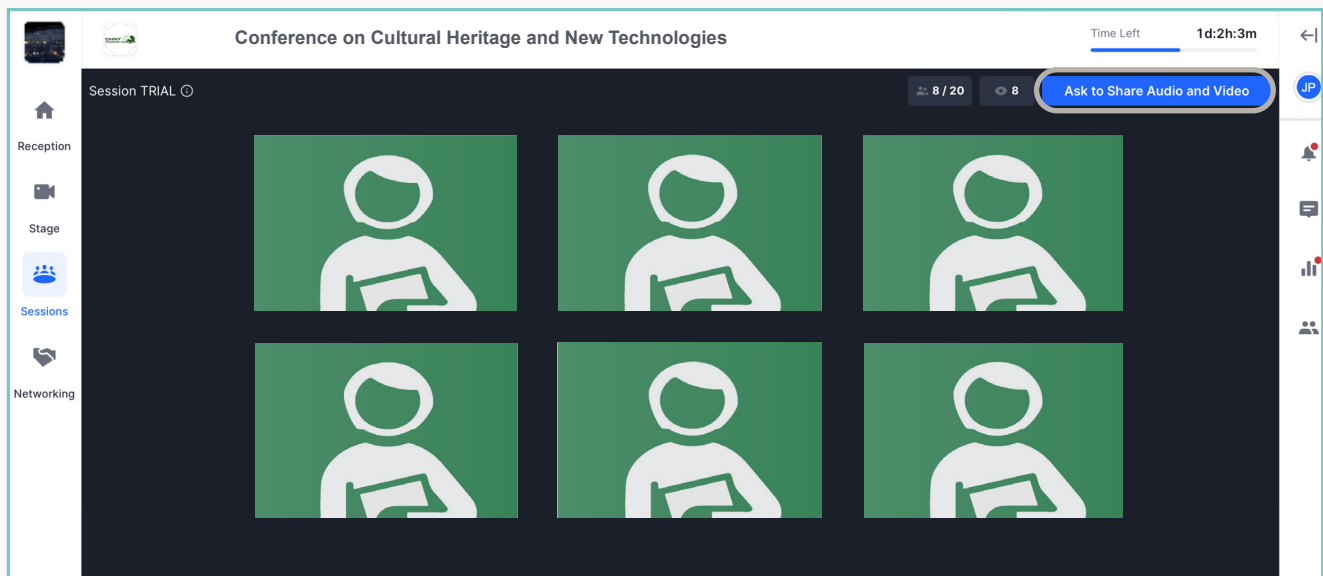 Conference on Cultural Heritage and New Technologies
Time Left 1d:2h:3m
JP
Session TRIAL
8 / 20
8
Ask to Share Audio and Video
Reception
Stage
Sessions
Networking